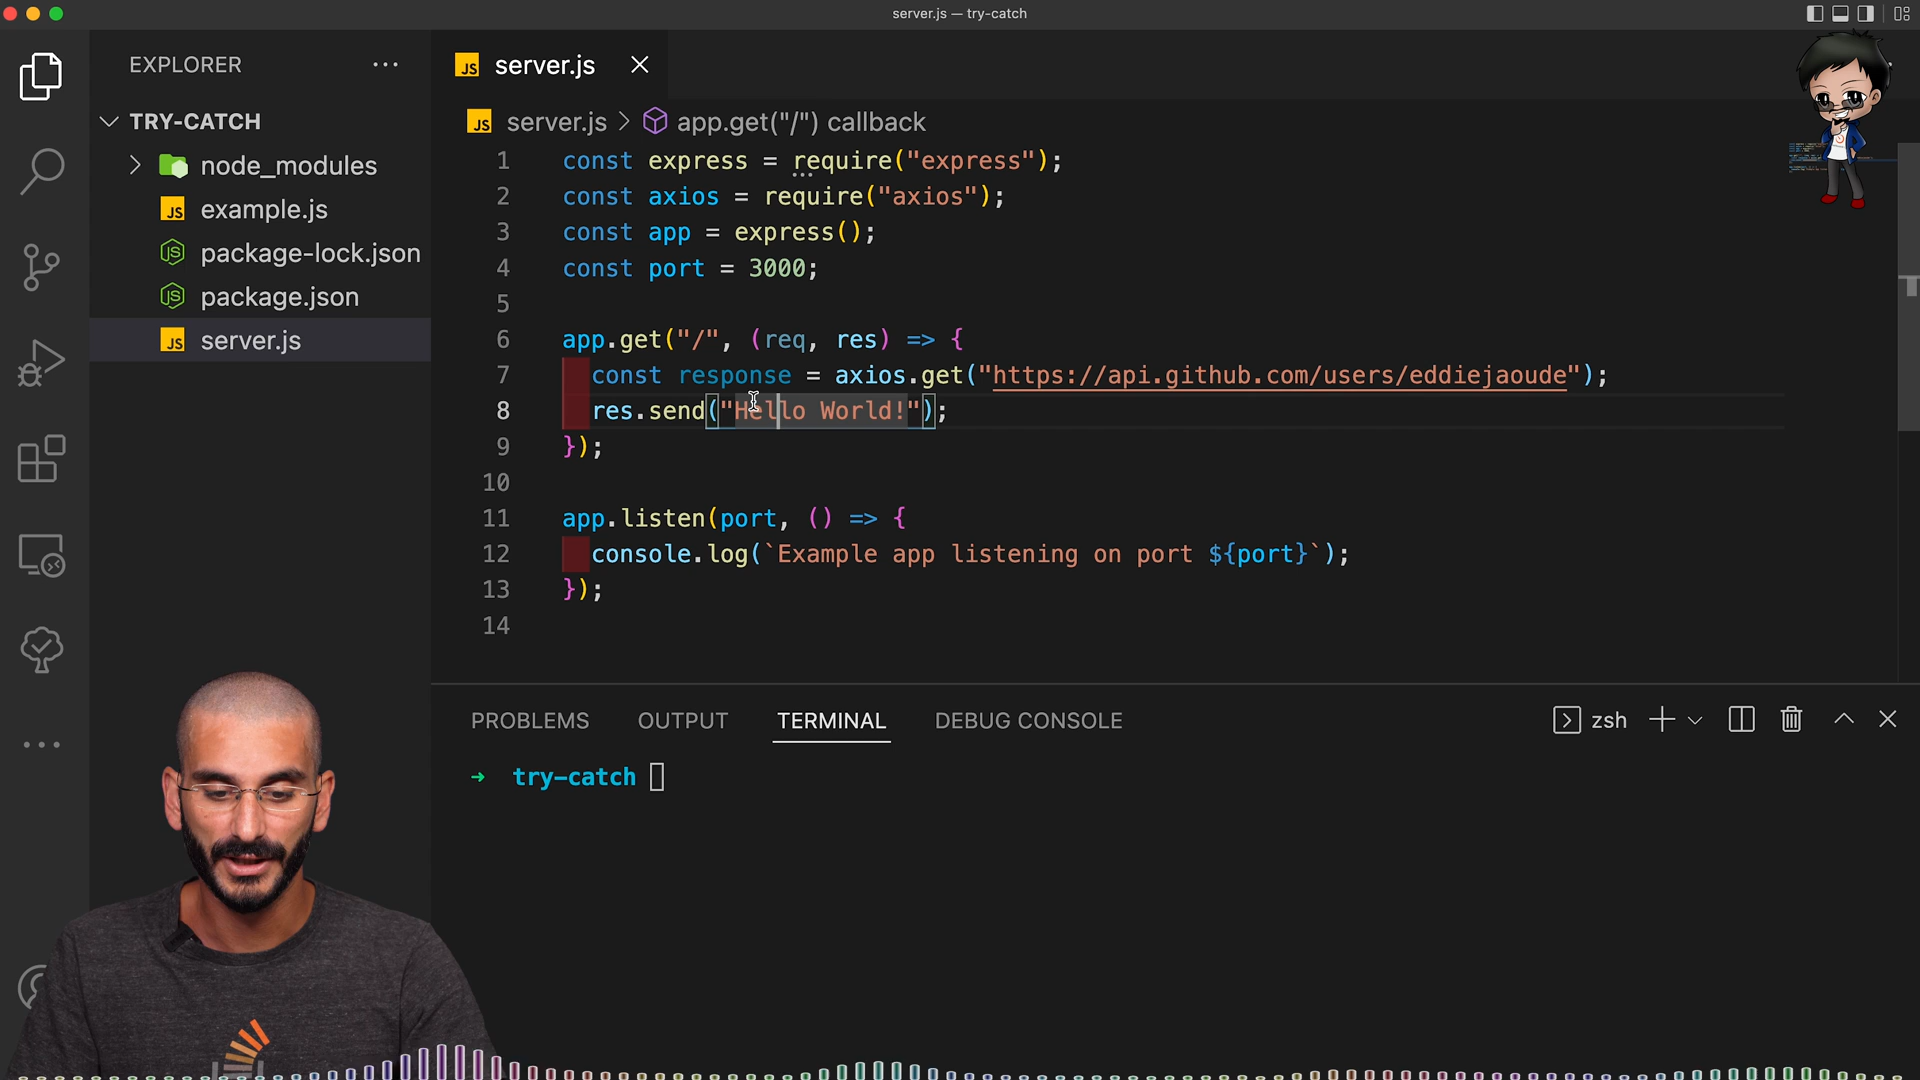 server.js — try-catch
EXPLORER
TRY-CATCH
node_modules
example.js
package-lock.json
package.json
server.js
JS server.js
JS server.js > app.get("/") callback
1 const express = require("express");
2 const axios = require("axios");
3 const app = express();
4 const port = 3000;
5
6 app.get("/", (req, res) => {
7 const response = axios.get("https://api.github.com/users/eddiejaoude");
8 res.send("Hello World!");
9 });
10
11 app.listen(port, () => {
12 console.log(`Example app listening on port ${port}`);
13 });
14
PROBLEMS OUTPUT TERMINAL DEBUG CONSOLE zsh
→ try-catch